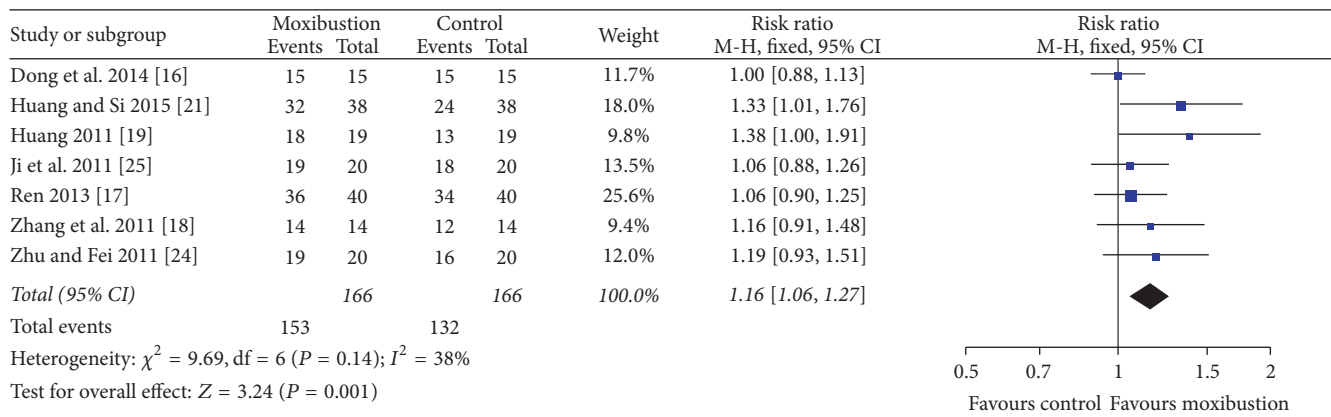 Study or subgroup Moxibustion Control Weight Risk ratio Risk ratio
Events Total Events Total M-H, fixed, 95% CI M-H, fixed, 95% CI
Dong et al. 2014 [16] 15 15 15 15 11.7% 1.00 [0.88, 1.13]
Huang and Si 2015 [21] 32 38 24 38 18.0% 1.33 [1.01, 1.76]
Huang 2011 [19] 18 19 13 19 9.8% 1.38 [1.00, 1.91]
Ji et al. 2011 [25] 19 20 18 20 13.5% 1.06 [0.88, 1.26]
Ren 2013 [17] 36 40 34 40 25.6% 1.06 [0.90, 1.25]
Zhang et al. 2011 [18] 14 14 12 14 9.4% 1.16 [0.91, 1.48]
Zhu and Fei 2011 [24] 19 20 16 20 12.0% 1.19 [0.93, 1.51]
Total (95% CI) 166 166 100.0% 1.16 [1.06, 1.27]
Total events 153 132
Heterogeneity: χ² = 9.69, df = 6 (P = 0.14); I² = 38%
Test for overall effect: Z = 3.24 (P = 0.001)
0.5 0.7 1 1.5 2
Favours control Favours moxibustion